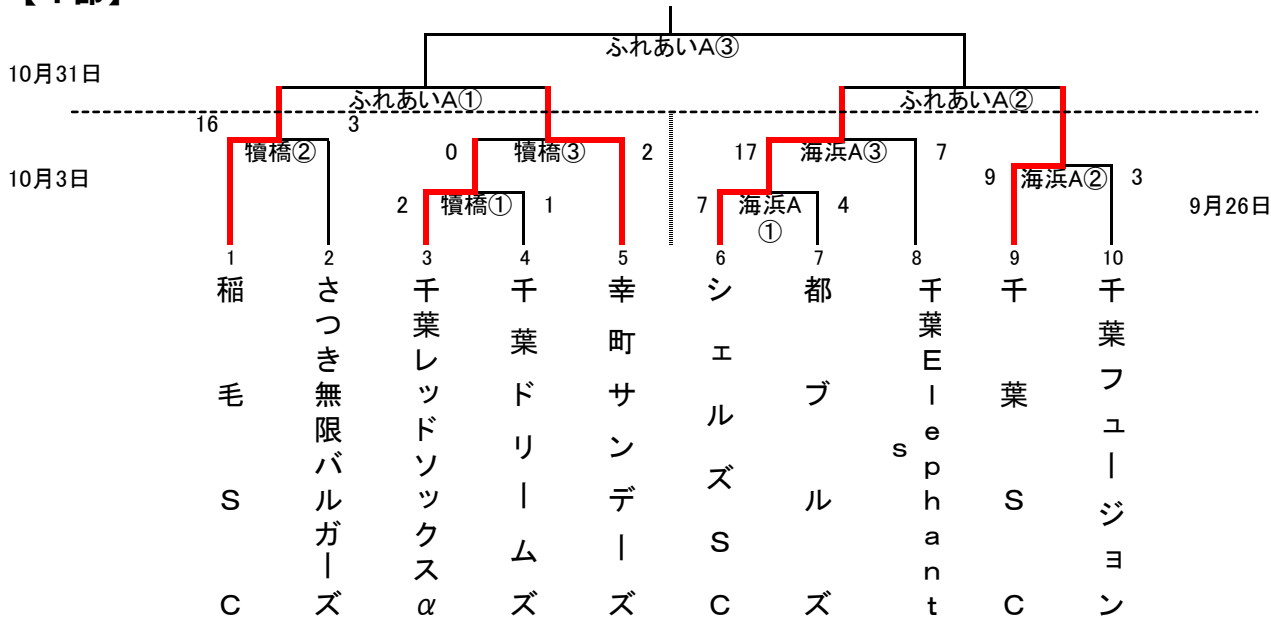 ふれあいA③
10月31日
ふれあいA①
ふれあいA②
16
3
犢橋②
0
犢橋③
2
17
海浜A③
7
10月3日
9
海浜A②
3
2
犢橋①
1
7
海浜A
①
4
9月26日
1
2
3
4
5
6
7
8
9
10
稲毛SC
さつき無限バルガーズ
千葉レッドソックスα
千葉ドリームズ
幸町サンデーズ
シェルズSC
都ブルズ
千葉Elephants
千葉SC
千葉フュージョン